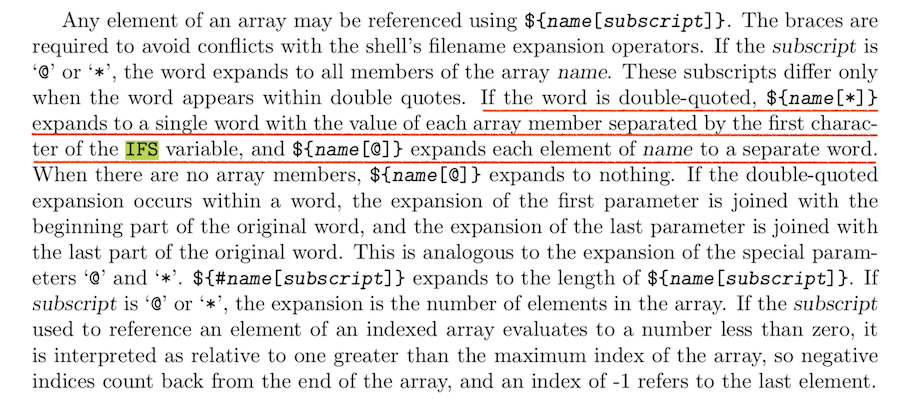 Any element of an array may be referenced using ${name[subscript]}. The braces are
required to avoid conflicts with the shell’s filename expansion operators. If the subscript is
‘@’ or ‘*’, the word expands to all members of the array name. These subscripts differ only
when the word appears within double quotes. If the word is double-quoted, ${name[*]}
expands to a single word with the value of each array member separated by the first charac-
ter of the IFS variable, and ${name[@]} expands each element of name to a separate word.
When there are no array members, ${name[@]} expands to nothing. If the double-quoted
expansion occurs within a word, the expansion of the first parameter is joined with the
beginning part of the original word, and the expansion of the last parameter is joined with
the last part of the original word. This is analogous to the expansion of the special param-
eters ‘@’ and ‘*’. ${#name[subscript]} expands to the length of ${name[subscript]}. If
subscript is ‘@’ or ‘*’, the expansion is the number of elements in the array. If the subscript
used to reference an element of an indexed array evaluates to a number less than zero, it
is interpreted as relative to one greater than the maximum index of the array, so negative
indices count back from the end of the array, and an index of -1 refers to the last element.